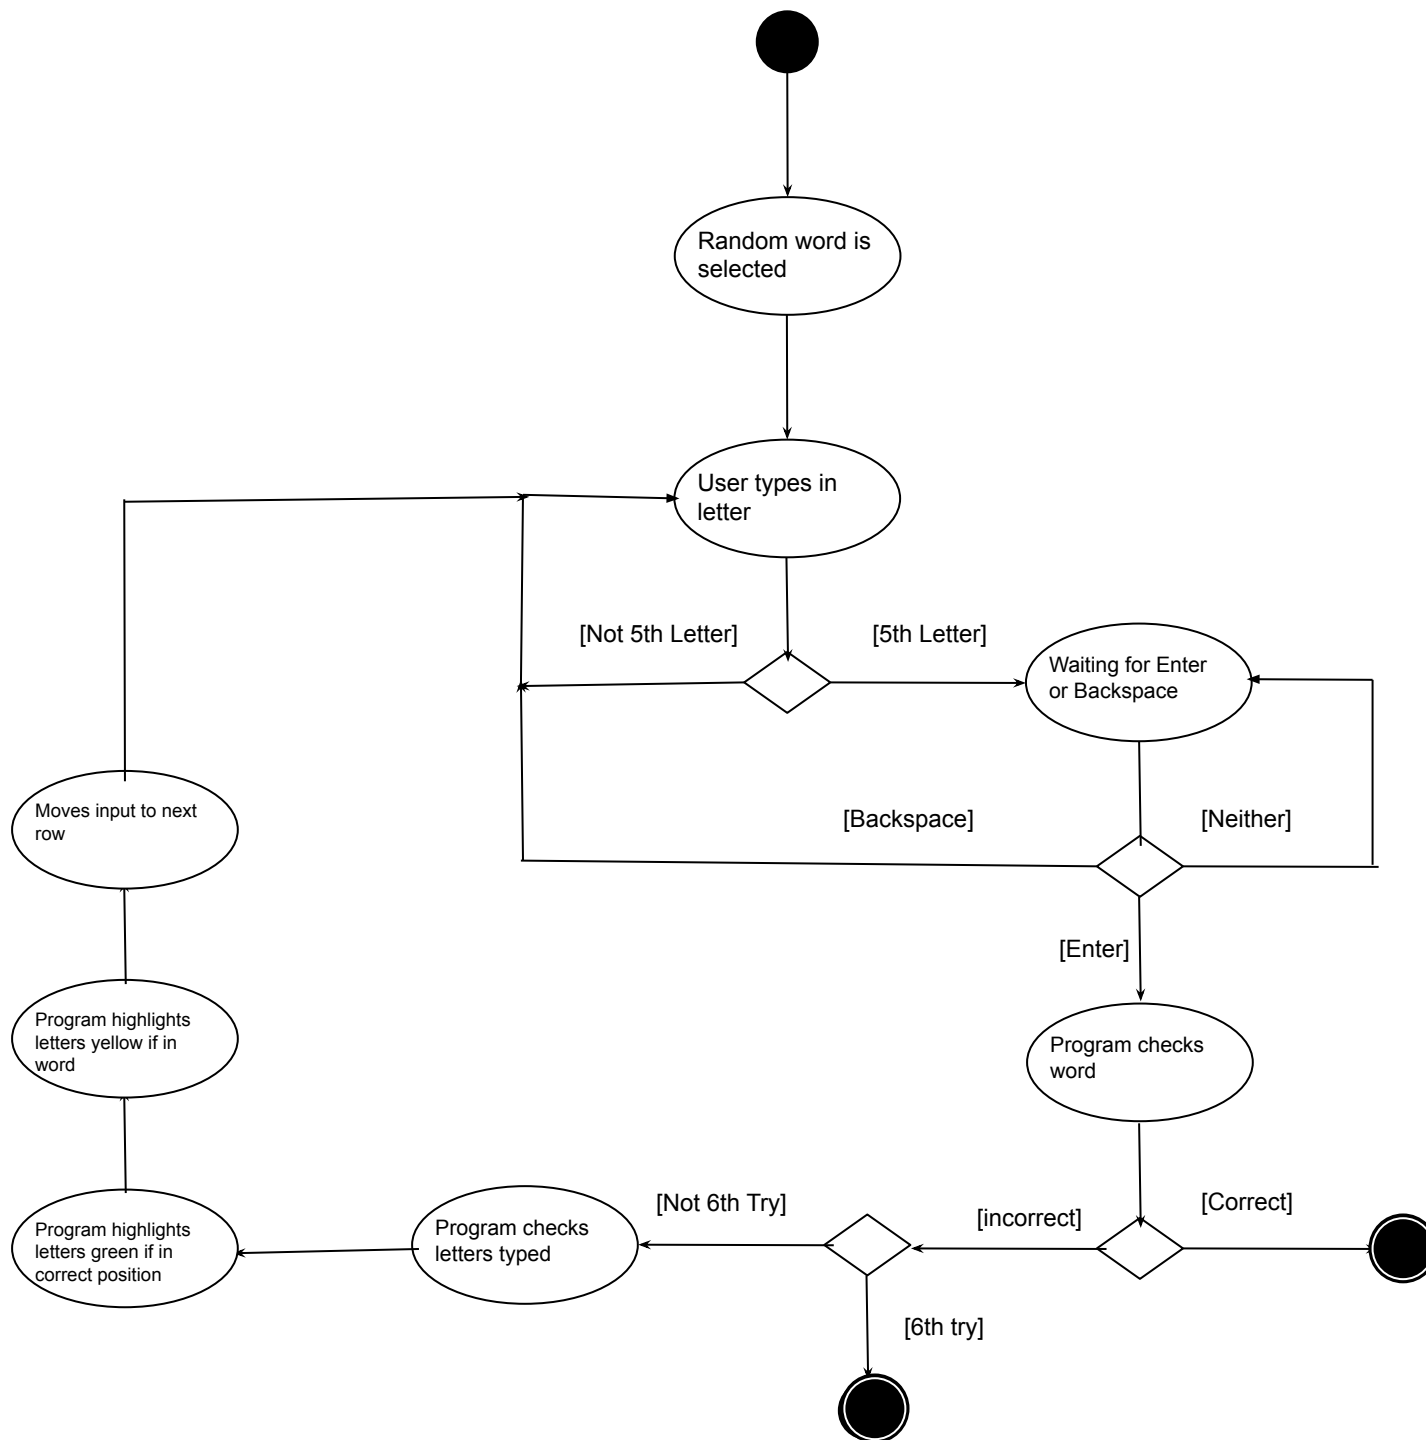 Random word is
selected
User types in
letter
[Not 5th Letter]
[5th Letter]
Waiting for Enter
or Backspace
Moves input to next
row
[Backspace]
[Neither]
[Enter]
Program highlights
letters yellow if in
word
Program checks
word
[Not 6th Try]
[incorrect]
[Correct]
Program highlights
letters green if in
correct position
Program checks
letters typed
[6th try]